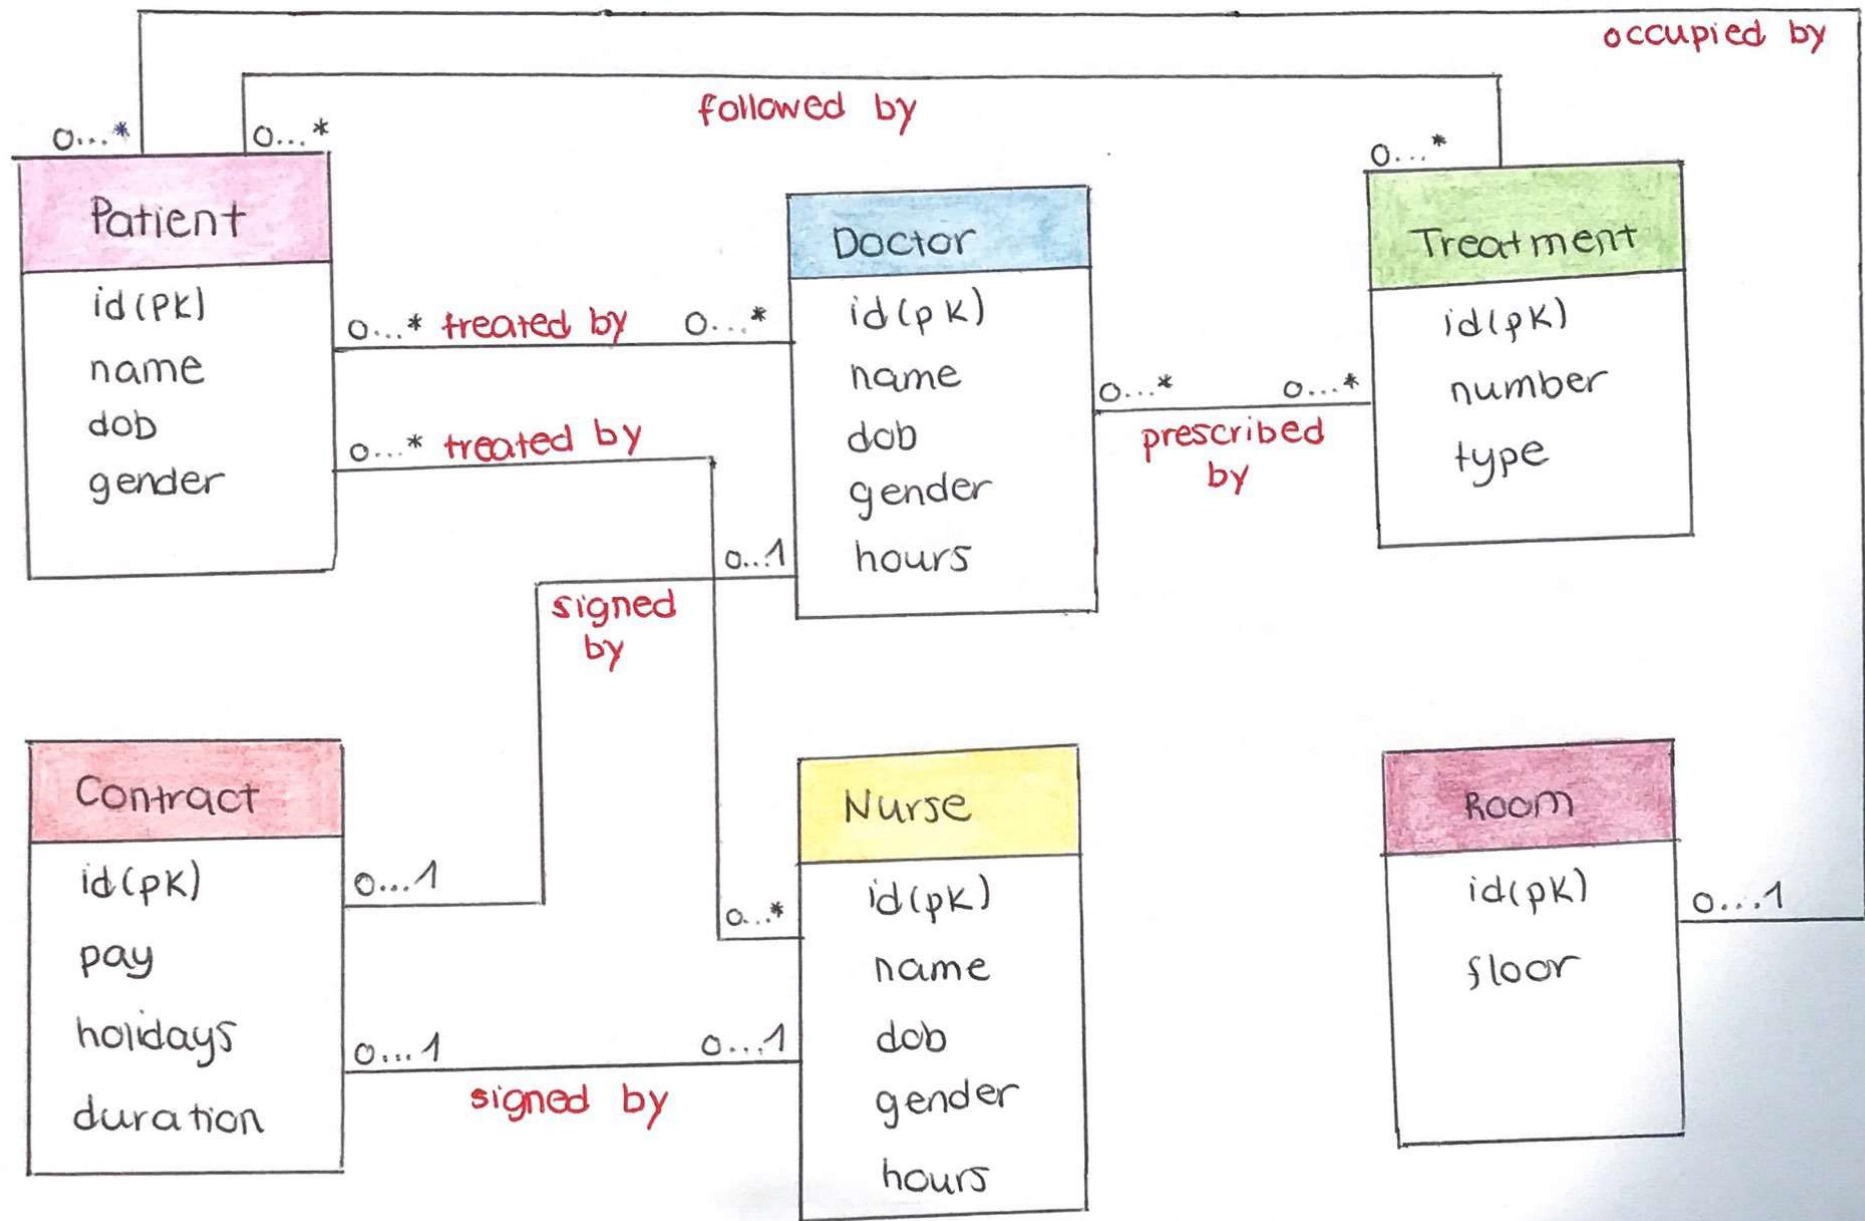 occupied by
followed by
0...*
0...*
0...*
Patient
id(pk)
name
dob
gender
0...* treated by 0...*
0...* treated by
Doctor
id(pk)
name
dob
gender
hours
0...* 0...*
prescribed
by
Treatment
id(pk)
number
type
0...1
signed
by
Contract
id(pk)
pay
holidays
duration
0...1
0...*
0...1 0...1
signed by
Nurse
id(pk)
name
dob
gender
hours
Room
id(pk)
floor
0...1